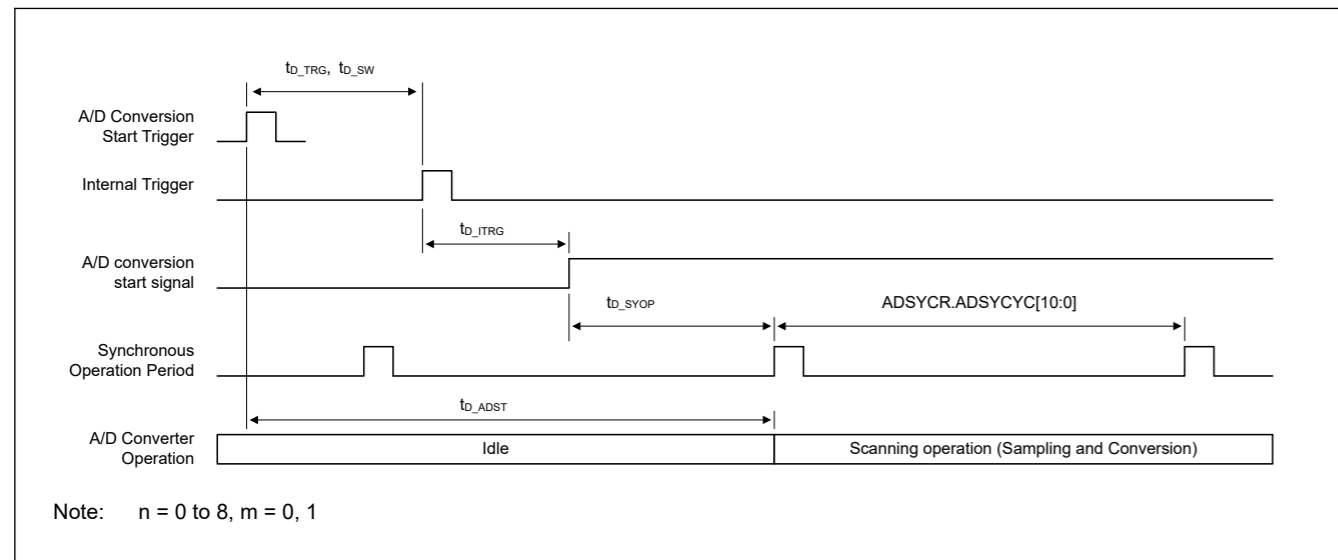 tD_TRG, tD_SW
A/D Conversion
Start Trigger
Internal Trigger
tD_ITRG
A/D conversion
start signal
tD_SYOP
ADSYCR.ADSYCYC[10:0]
Synchronous
Operation Period
tD_ADST
A/D Converter
Operation
Idle
Scanning operation (Sampling and Conversion)
Note: n = 0 to 8, m = 0, 1